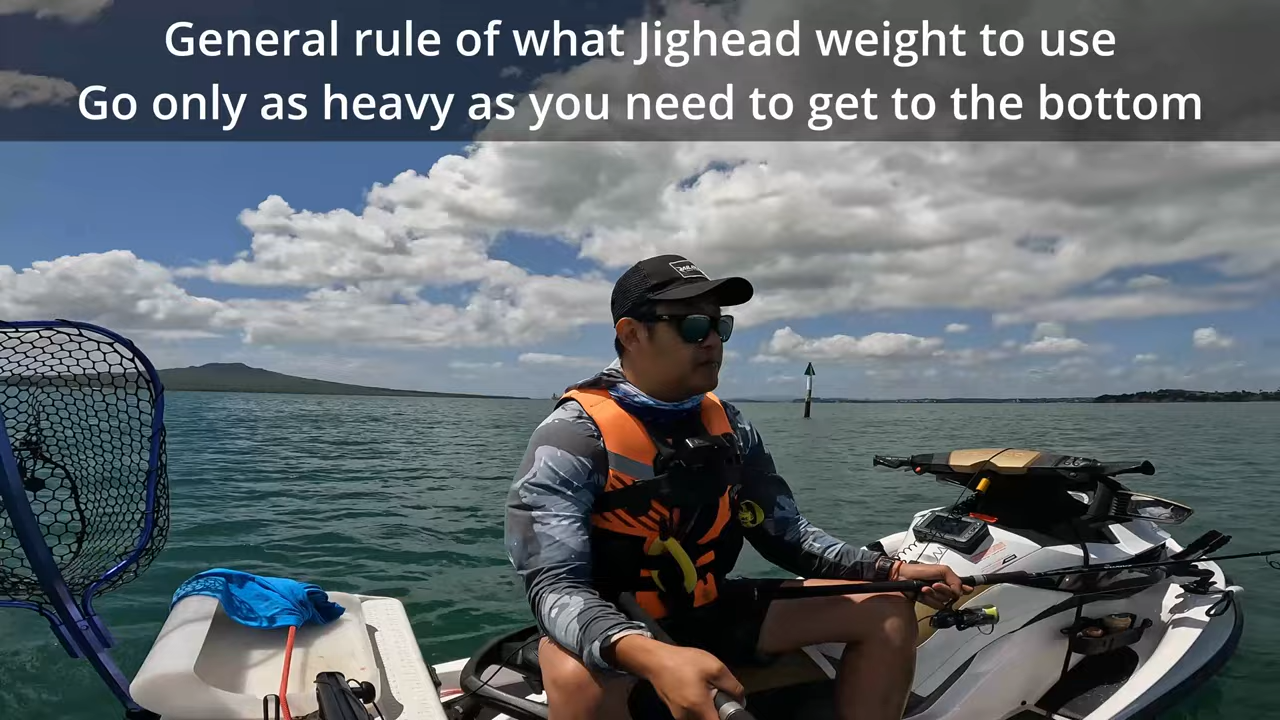 General rule of what Jighead weight to use
Go only as heavy as you need to get to the bottom